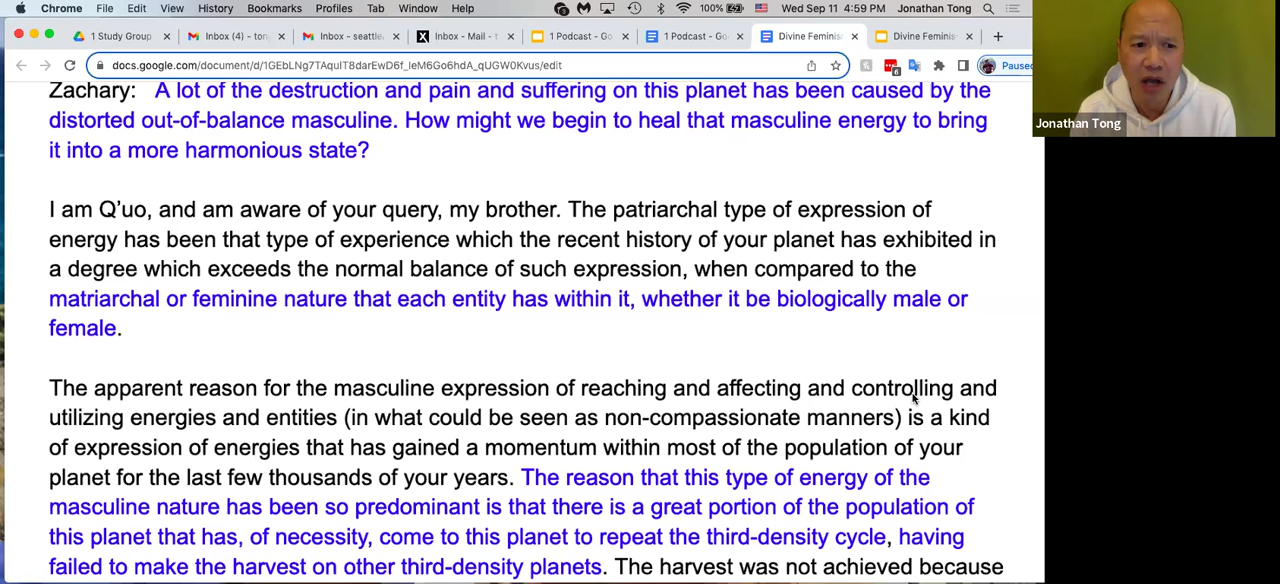 Chrome File Edit View History Bookmarks Profiles Tab Window Help 100% Wed Sep 11 4:59 PM Jonathan Tong
1 Study Group Inbox (4) - ton Inbox - seattle Inbox - Mail - t 1 Podcast - Go 1 Podcast - Go Divine Feminis Divine Feminis
docs.google.com/document/d/1GEbLNg7TAquIT8darEwD6f_leM6Go6hdA_qUGW0Kvus/edit Paused
Jonathan Tong
Zachary: A lot of the destruction and pain and suffering on this planet has been caused by the
distorted out-of-balance masculine. How might we begin to heal that masculine energy to bring
it into a more harmonious state?
I am Q’uo, and am aware of your query, my brother. The patriarchal type of expression of
energy has been that type of experience which the recent history of your planet has exhibited in
a degree which exceeds the normal balance of such expression, when compared to the
matriarchal or feminine nature that each entity has within it, whether it be biologically male or
female.
The apparent reason for the masculine expression of reaching and affecting and controlling and
utilizing energies and entities (in what could be seen as non-compassionate manners) is a kind
of expression of energies that has gained a momentum within most of the population of your
planet for the last few thousands of your years. The reason that this type of energy of the
masculine nature has been so predominant is that there is a great portion of the population of
this planet that has, of necessity, come to this planet to repeat the third-density cycle, having
failed to make the harvest on other third-density planets. The harvest was not achieved because